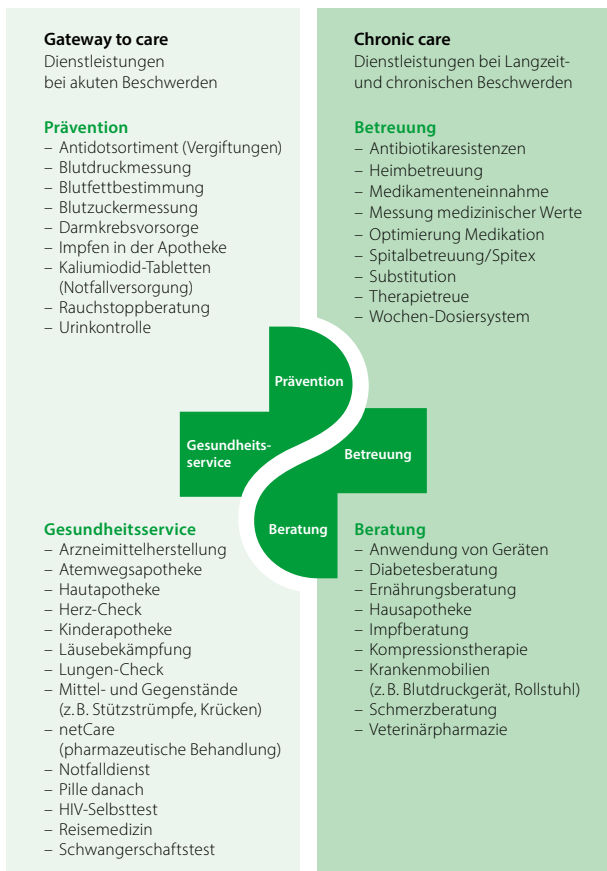 Gateway to care
Dienstleistungen
bei akuten Beschwerden
Prävention
– Antidotsortiment (Vergiftungen)
– Blutdruckmessung
– Blutfettbestimmung
– Blutzuckermessung
– Darmkrebsvorsorge
– Impfen in der Apotheke
– Kaliumiodid-Tabletten
(Notfallversorgung)
– Rauchstoppberatung
– Urinkontrolle
Chronic care
Dienstleistungen bei Langzeit-
und chronischen Beschwerden
Betreuung
– Antibiotikaresistenzen
– Heimbetreuung
– Medikamenteneinnahme
– Messung medizinischer Werte
– Optimierung Medikation
– Spitalbetreuung/Spitex
– Substitution
– Therapietreue
– Wochen-Dosiersystem
Prävention
Gesundheits-
service
Betreuung
Beratung
Gesundheitsservice
– Arzneimittelherstellung
– Atemwegsapotheke
– Hautapotheke
– Herz-Check
– Kinderapotheke
– Läusebekämpfung
– Lungen-Check
– Mittel- und Gegenstände
(z. B. Stützstrümpfe, Krücken)
– netCare
(pharmazeutische Behandlung)
– Notfalldienst
– Pille danach
– HIV-Selbsttest
– Reisemedizin
– Schwangerschaftstest
Beratung
– Anwendung von Geräten
– Diabetesberatung
– Ernährungsberatung
– Hausapotheke
– Impfberatung
– Kompressionstherapie
– Krankenmobilien
(z. B. Blutdruckgerät, Rollstuhl)
– Schmerzberatung
– Veterinärpharmazie